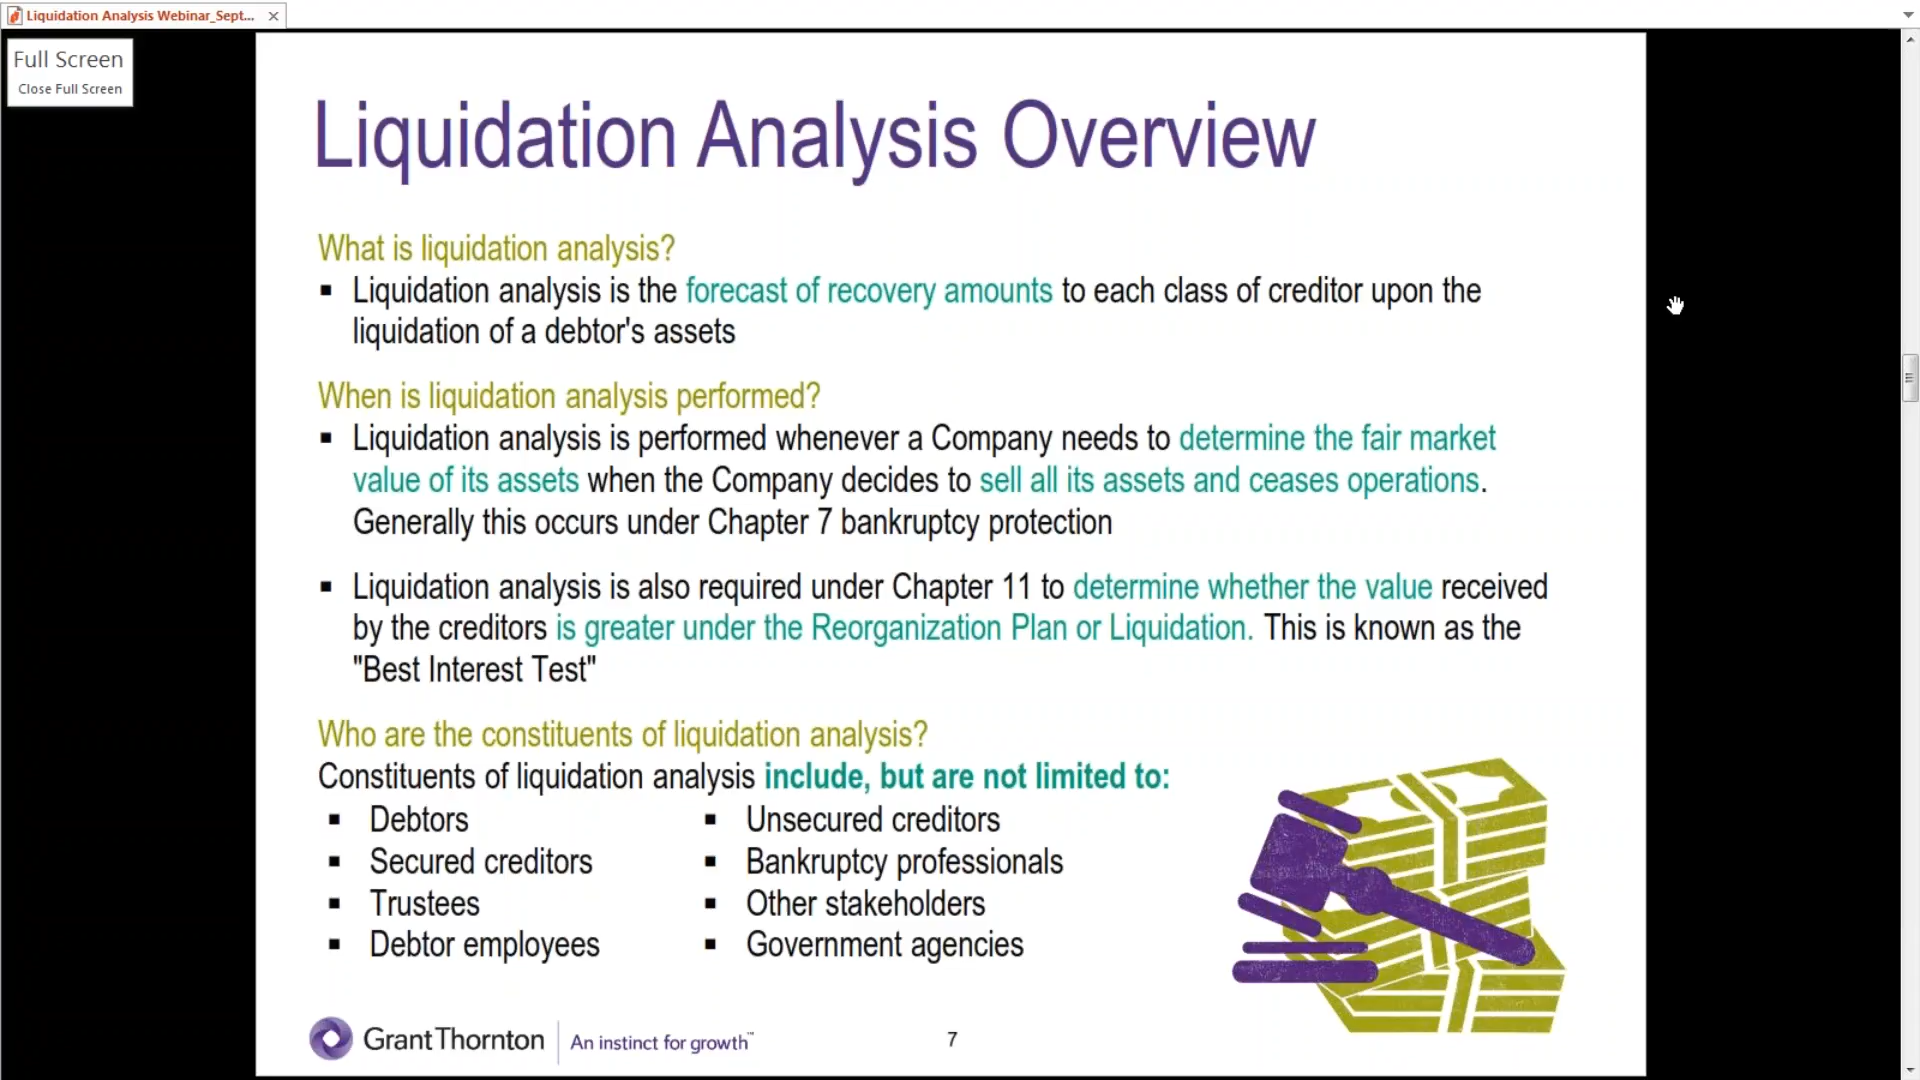 Liquidation Analysis Webinar_Sept...
Full Screen
Close Full Screen
Liquidation Analysis Overview
What is liquidation analysis?
▪ Liquidation analysis is the forecast of recovery amounts to each class of creditor upon the
liquidation of a debtor's assets
When is liquidation analysis performed?
▪ Liquidation analysis is performed whenever a Company needs to determine the fair market
value of its assets when the Company decides to sell all its assets and ceases operations.
Generally this occurs under Chapter 7 bankruptcy protection
▪ Liquidation analysis is also required under Chapter 11 to determine whether the value received
by the creditors is greater under the Reorganization Plan or Liquidation. This is known as the
"Best Interest Test"
Who are the constituents of liquidation analysis?
Constituents of liquidation analysis include, but are not limited to:
▪ Debtors
▪ Secured creditors
▪ Trustees
▪ Debtor employees
▪ Unsecured creditors
▪ Bankruptcy professionals
▪ Other stakeholders
▪ Government agencies
GrantThornton
An instinct for growth™
7